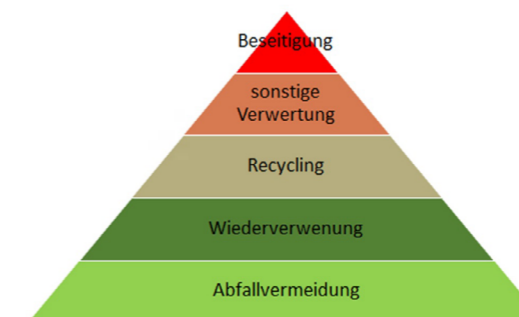 Beseitigung
sonstige
Verwertung
Recycling
Wiederverwenung
Abfallvermeidung